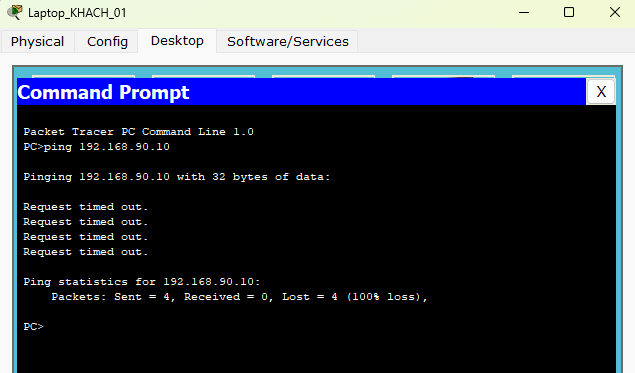 Laptop_KHACH_01
Physical Config Desktop Software/Services
Command Prompt X
Packet Tracer PC Command Line 1.0
PC>ping 192.168.90.10
Pinging 192.168.90.10 with 32 bytes of data:
Request timed out.
Request timed out.
Request timed out.
Request timed out.
Ping statistics for 192.168.90.10:
Packets: Sent = 4, Received = 0, Lost = 4 (100% loss),
PC>